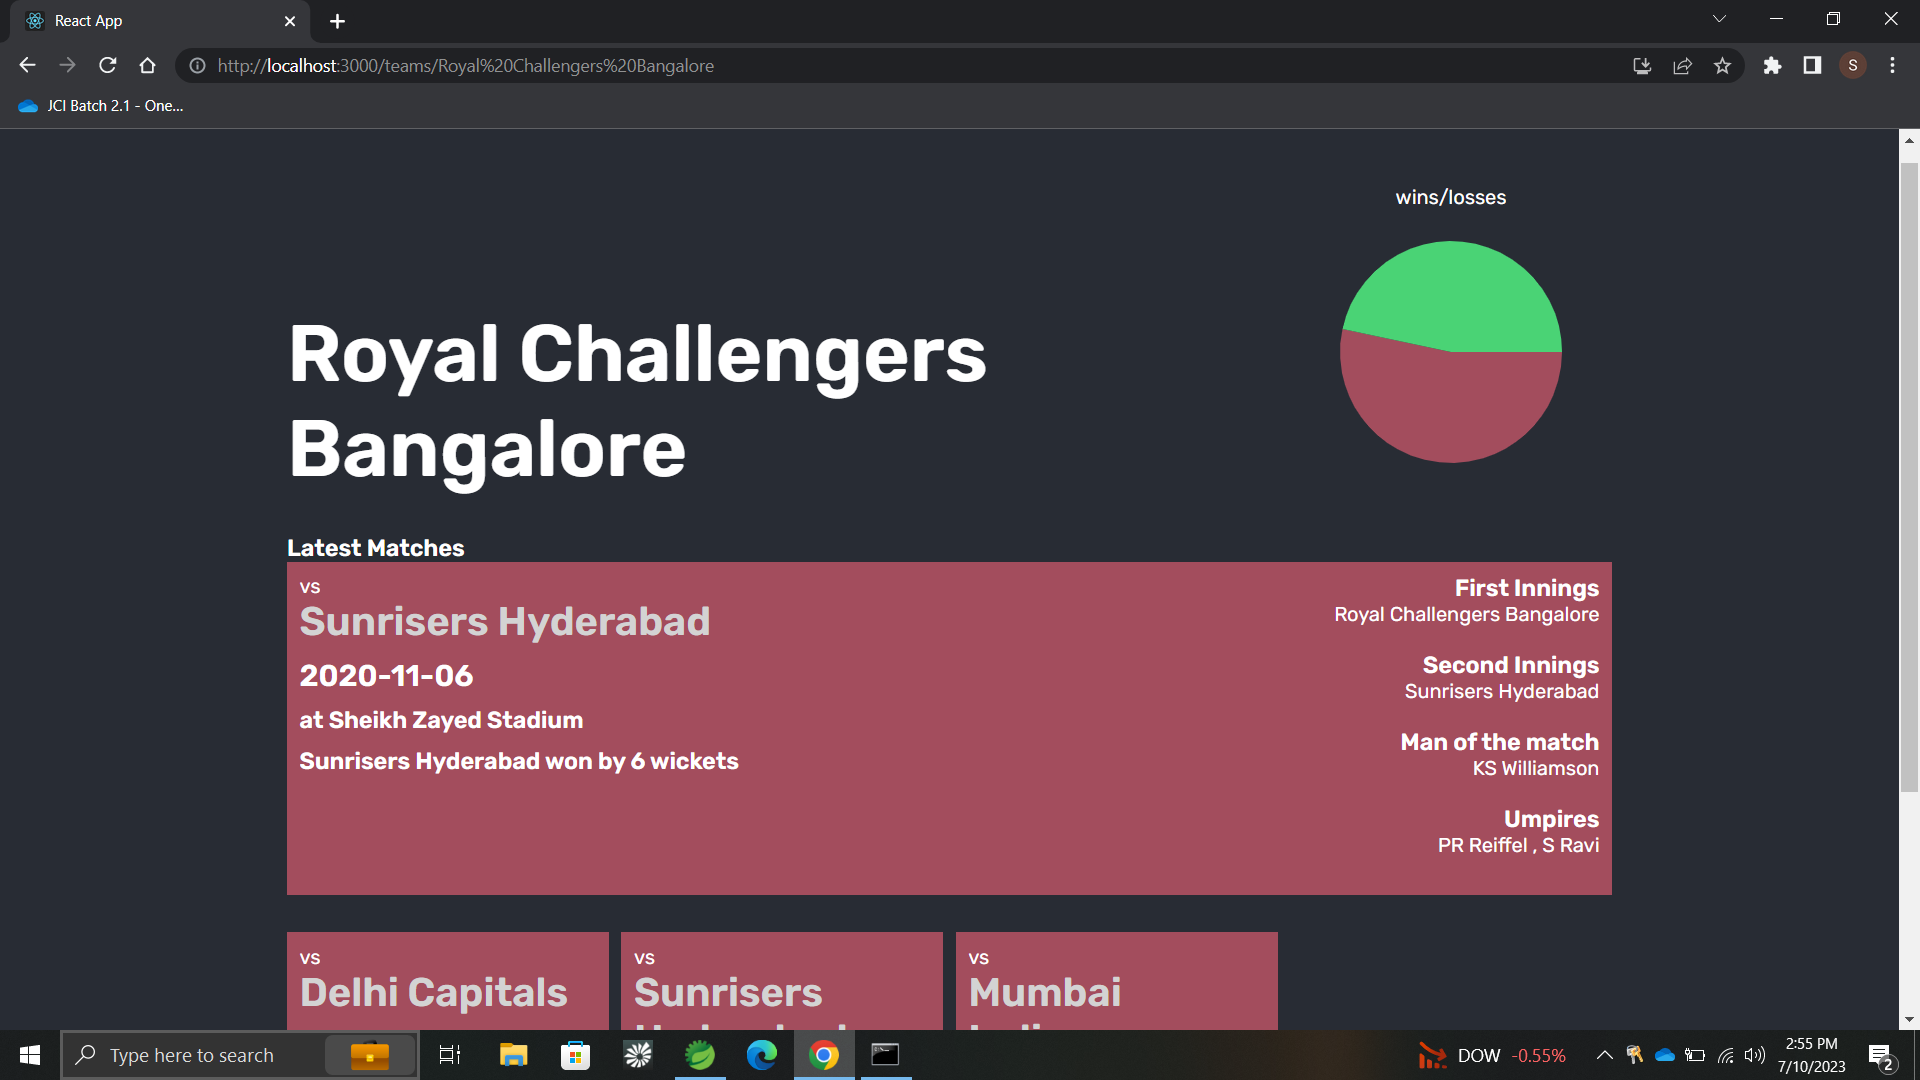 React App
http://localhost:3000/teams/Royal%20Challengers%20Bangalore
S
JCI Batch 2.1 - One...
wins/losses
Royal Challengers
Bangalore
Latest Matches
vs
Sunrisers Hyderabad
2020-11-06
at Sheikh Zayed Stadium
Sunrisers Hyderabad won by 6 wickets
First Innings
Royal Challengers Bangalore
Second Innings
Sunrisers Hyderabad
Man of the match
KS Williamson
Umpires
PR Reiffel , S Ravi
vs
Delhi Capitals
vs
Sunrisers
vs
Mumbai
Type here to search
DOW -0.55%
2:55 PM
7/10/2023
2